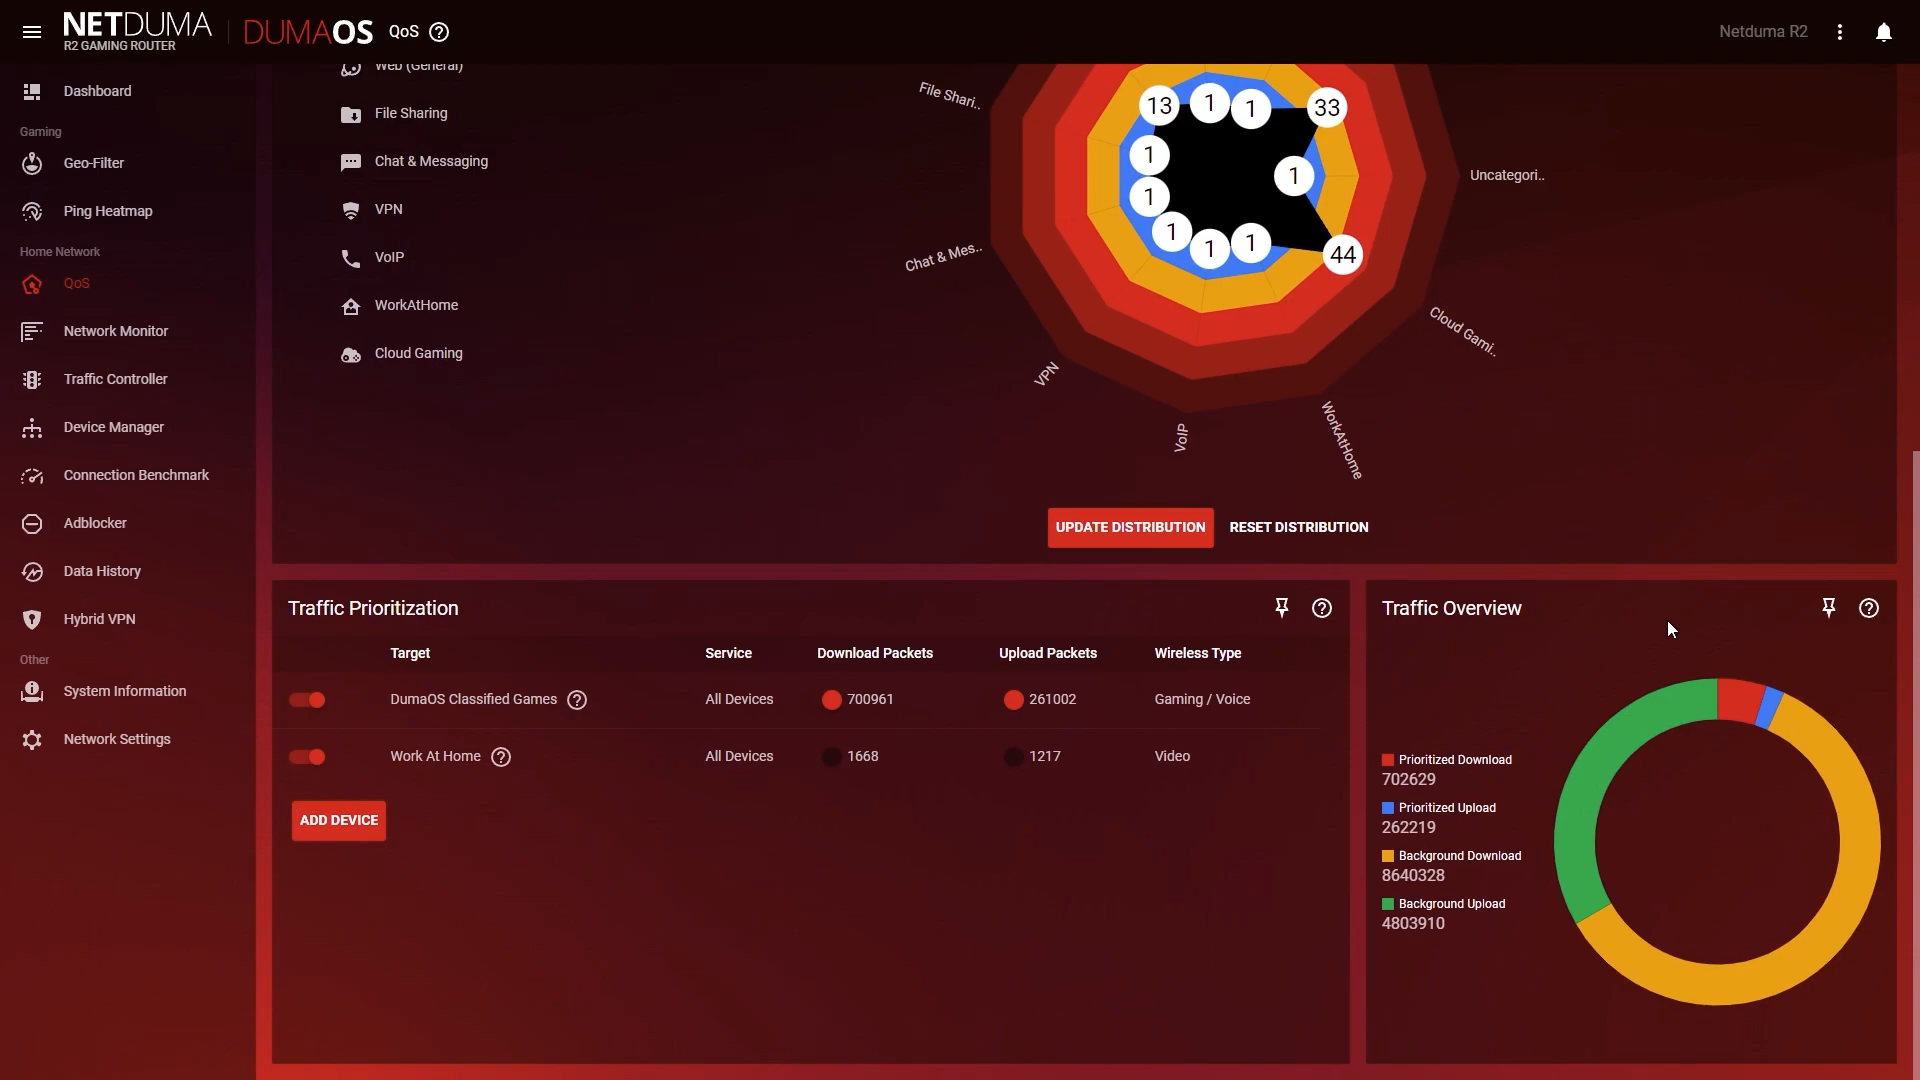 NETDUMA
R2 GAMING ROUTER
DUMAOS
QoS
Netduma R2
Dashboard
Gaming
Geo-Filter
Ping Heatmap
Home Network
QoS
Network Monitor
Traffic Controller
Device Manager
Connection Benchmark
Adblocker
Data History
Hybrid VPN
Other
System Information
Network Settings
Web (General)
File Sharing
Chat & Messaging
VPN
VoIP
WorkAtHome
Cloud Gaming
File Shari..
Chat & Mes..
VPN
VoIP
WorkAtHome
Cloud Gami..
Uncategori..
13
1
1
33
1
1
1
1
1
1
44
UPDATE DISTRIBUTION
RESET DISTRIBUTION
Traffic Prioritization
Target Service Download Packets Upload Packets Wireless Type
DumaOS Classified Games All Devices 700961 261002 Gaming / Voice
Work At Home All Devices 1668 1217 Video
ADD DEVICE
Traffic Overview
Prioritized Download
702629
Prioritized Upload
262219
Background Download
8640328
Background Upload
4803910